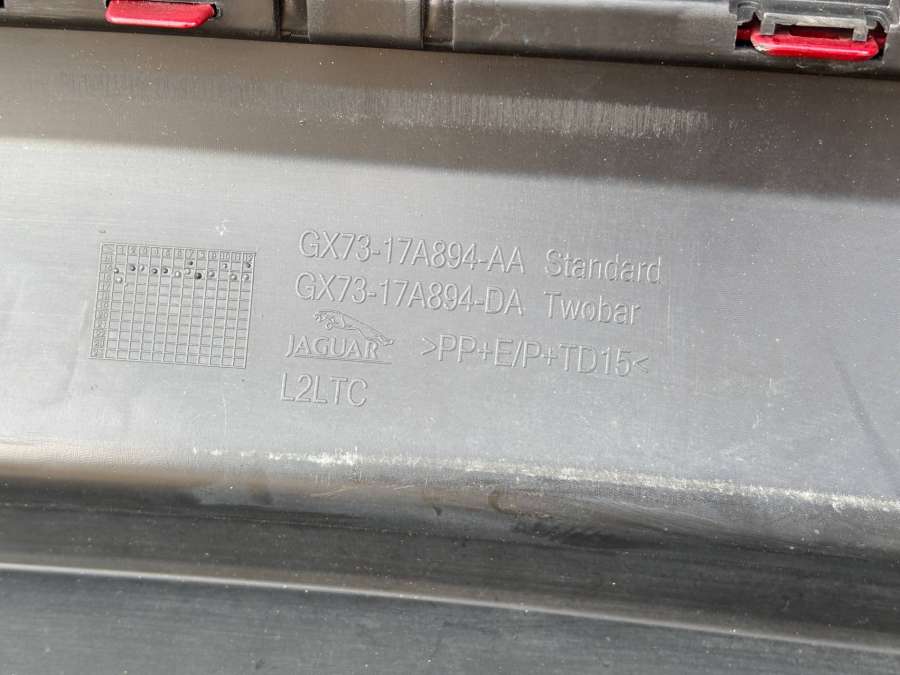 GX73-17A894-AA Standard
GX73-17A894-DA Twobar
JAGUAR >PP+E/P+TD15<
L2LTC